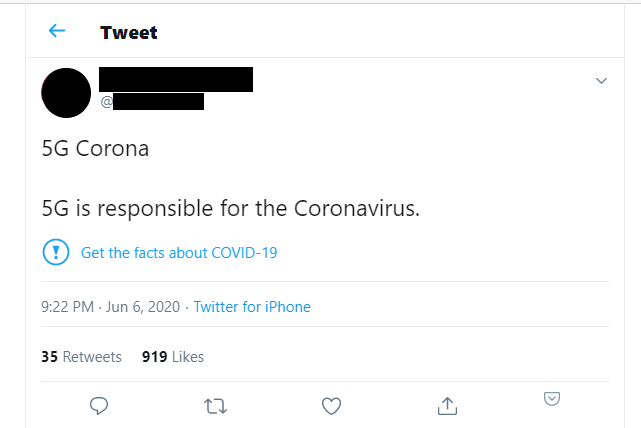 Tweet
@
5G Corona
5G is responsible for the Coronavirus.
Get the facts about COVID-19
9:22 PM · Jun 6, 2020 · Twitter for iPhone
35 Retweets 919 Likes